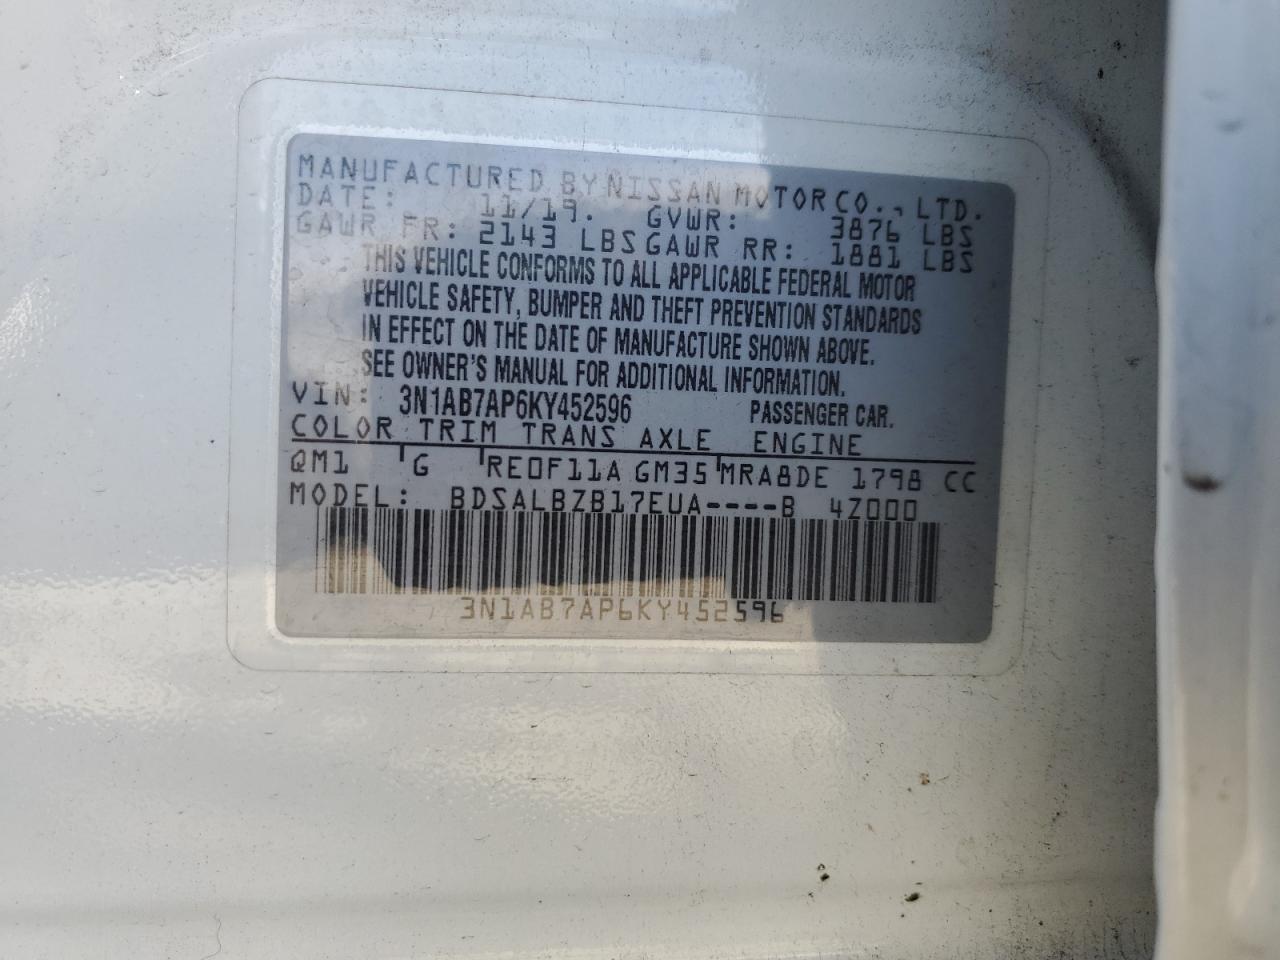 MANUFACTURED BY NISSAN MOTOR CO., LTD.
DATE: 11/19. GVWR: 3876 LBS
GAWR FR: 2143 LBS GAWR RR: 1881 LBS
THIS VEHICLE CONFORMS TO ALL APPLICABLE FEDERAL MOTOR
VEHICLE SAFETY, BUMPER AND THEFT PREVENTION STANDARDS
IN EFFECT ON THE DATE OF MANUFACTURE SHOWN ABOVE.
SEE OWNER'S MANUAL FOR ADDITIONAL INFORMATION.
VIN: 3N1AB7AP6KY452596 PASSENGER CAR.
COLOR TRIM TRANS AXLE ENGINE
QM1 G RE0F11A GM35 MRA8DE 1798 CC
MODEL: BDSALBZB17EUA----B 4Z000
3N1AB7AP6KY452596